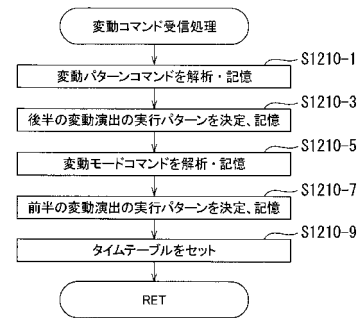 変動コマンド受信処理
S1210-1
変動パターンコマンドを解析・記憶
S1210-3
後半の変動演出の実行パターンを決定、記憶
S1210-5
変動モードコマンドを解析・記憶
S1210-7
前半の変動演出の実行パターンを決定、記憶
S1210-9
タイムテーブルをセット
RET